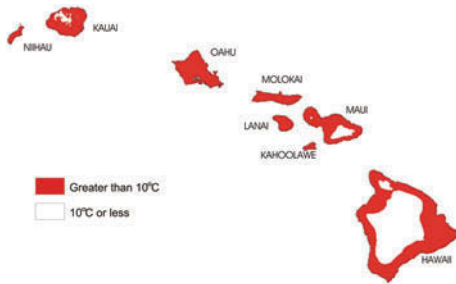 KAUAI
NIIHAU
OAHU
MOLOKAI
LANAI
MAUI
KAHOOLAWE
Greater than 10°C
10°C or less
HAWAII